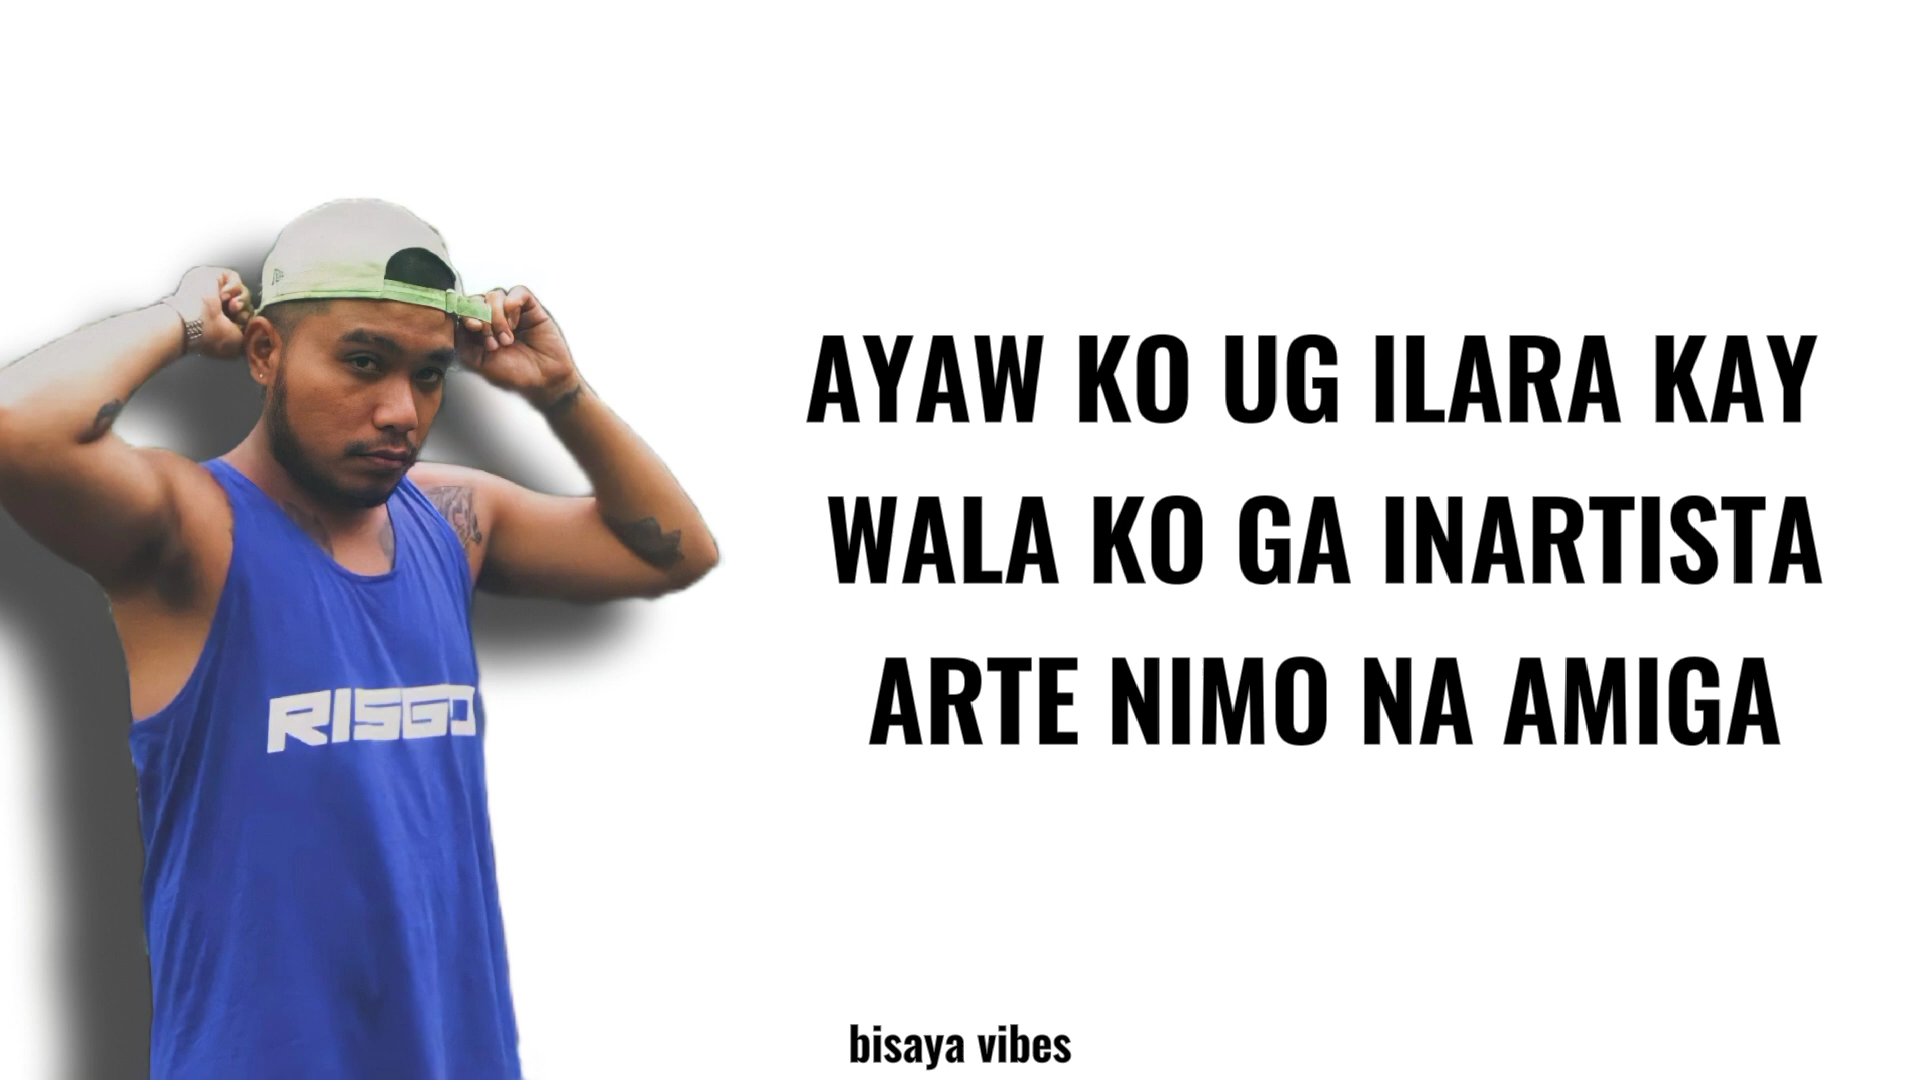 AYAW KO UG ILARA KAY
WALA KO GA INARTISTA
ARTE NIMO NA AMIGA
RISGO
bisaya vibes